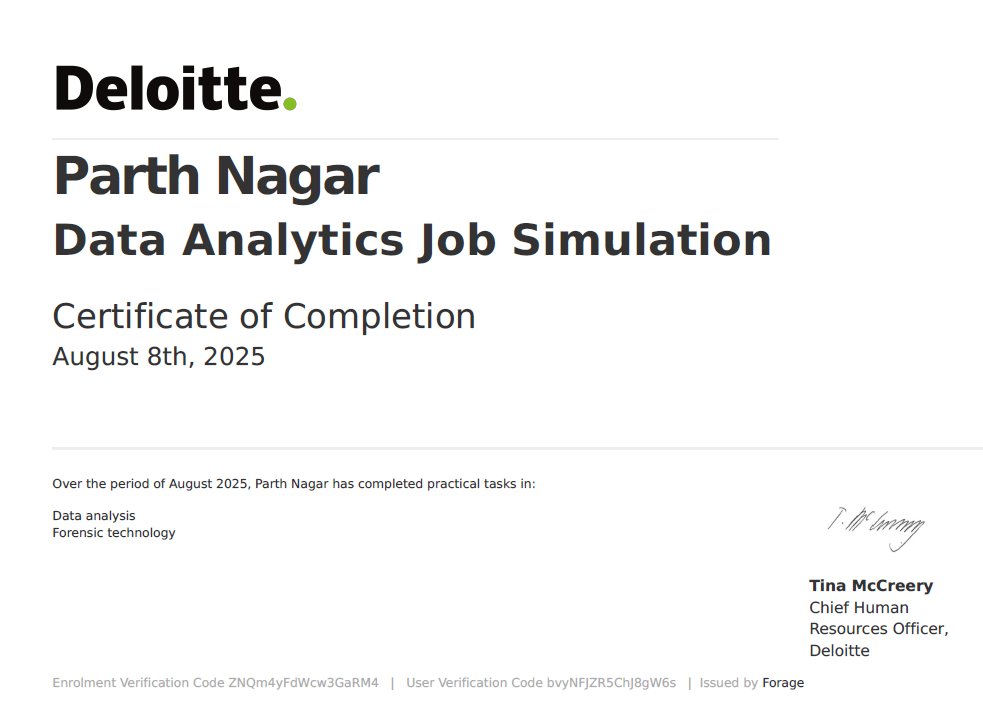 Deloitte.
Parth Nagar
Data Analytics Job Simulation
Certificate of Completion
August 8th, 2025
Over the period of August 2025, Parth Nagar has completed practical tasks in:
Data analysis
Forensic technology
T. McCreery
Tina McCreery
Chief Human
Resources Officer,
Deloitte
Enrolment Verification Code ZNQm4yFdWcw3GaRM4 | User Verification Code bvyNFJZR5ChJ8gW6s | Issued by Forage